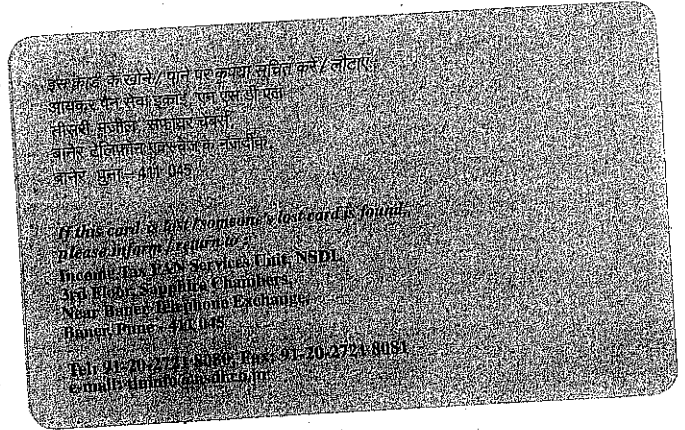 इस कार्ड के खोने / पाने पर कृपया सूचित करें / लौटाएं :
आयकर पैन सेवा इकाई, एन एस डी एल
तीसरी मंजील, सफायर चेंबर्स,
बानेर टेलिफोन एक्स्चेंज के नजदीक,
बानेर, पुना - 411 045
If this card is lost / someone's lost card is found,
please inform / return to :
Income Tax PAN Services Unit, NSDL
3rd Floor, Sapphire Chambers,
Near Baner Telephone Exchange,
Baner, Pune - 411 045
Tel: 91-20-2721 8080, Fax: 91-20-2721 8081
e-mail: tininfo@nsdl.co.in